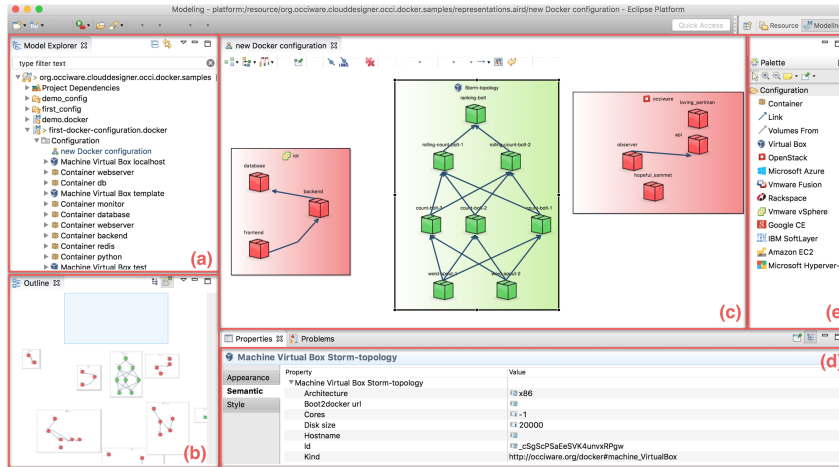 Modeling - platform:/resource/org.occiware.clouddesigner.occi.docker.samples/representations.aird/new Docker configuration - Eclipse Platform
Quick Access
Resource
Modeling
Model Explorer
type filter text
> org.occiware.clouddesigner.occi.docker.samples
Project Dependencies
demo_config
first_config
demo.docker
> first-docker-configuration.docker
Configuration
new Docker configuration
Machine Virtual Box localhost
Container webserver
Container db
Machine Virtual Box template
Container monitor
Container database
Container webserver
Container backend
Container redis
Container python
Machine Virtual Box test
(a)
Outline
(b)
new Docker configuration
iot
database
backend
frontend
Storm-topology
ranking-bolt
rolling-count-bolt-1
rolling-count-bolt-2
count-bolt-2
count-bolt-1
word-spout-2
occiware
loving_perlman
api
observer
hopeful_sammet
(c)
Palette
Configuration
Container
Link
Volumes From
Virtual Box
OpenStack
Microsoft Azure
Vmware Fusion
Rackspace
Vmware vSphere
Google CE
IBM SoftLayer
Amazon EC2
Microsoft Hyperver-
(e
Properties
Problems
Machine Virtual Box Storm-topology
(d)
Appearance
Semantic
Style
Property Value
Machine Virtual Box Storm-topology
Architecture x86
Boot2docker url
Cores -1
Disk size 20000
Hostname
Id _cSgScPSaEeSVK4unvxRPgw
Kind http://occiware.org/docker#machine_VirtualBox